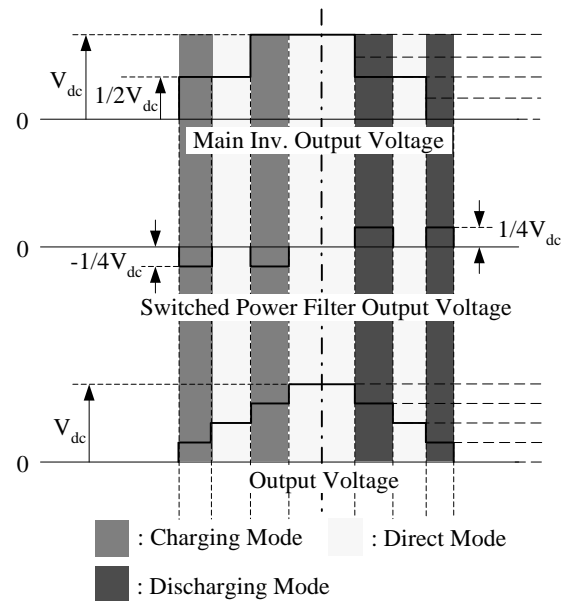 V_dc
1/2V_dc
0
Main Inv. Output Voltage
1/4V_dc
0
-1/4V_dc
Switched Power Filter Output Voltage
V_dc
0
Output Voltage
: Charging Mode
: Direct Mode
: Discharging Mode